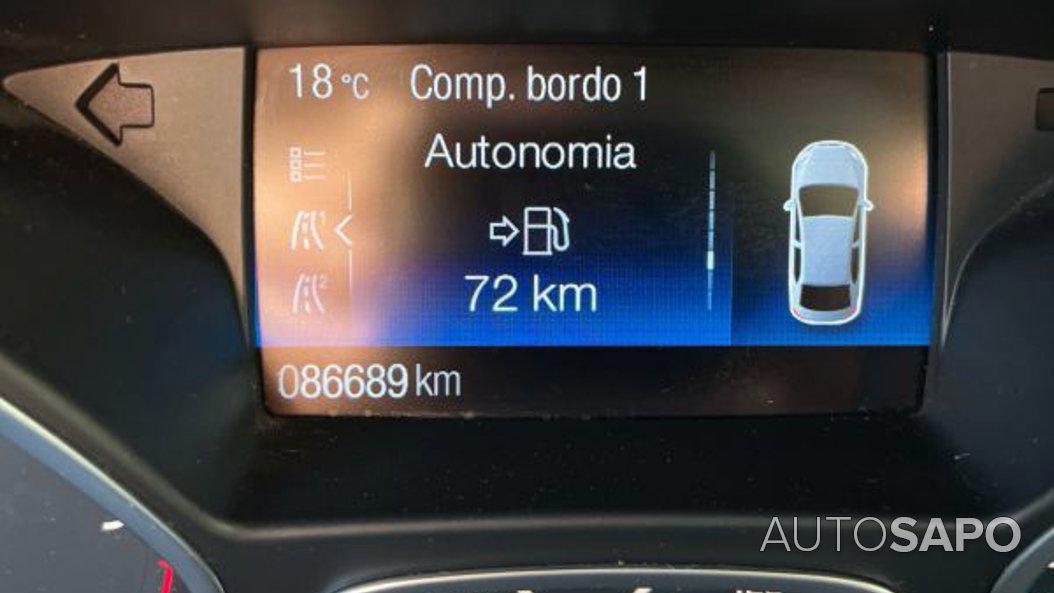 18 °C Comp. bordo 1
Autonomia
72 km
086689 km
AUTOSAPO